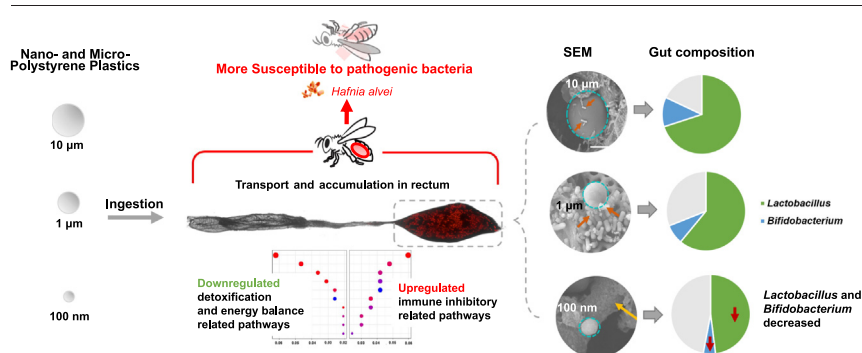 Nano- and Micro-
Polystyrene Plastics
10 μm
1 μm
100 nm
Ingestion
More Susceptible to pathogenic bacteria
Hafnia alvei
Transport and accumulation in rectum
Downregulated
detoxification
and energy balance
related pathways
Upregulated
immune inhibitory
related pathways
SEM
Gut composition
10 μm
1 μm
100 nm
Lactobacillus
Bifidobacterium
Lactobacillus and
Bifidobacterium
decreased